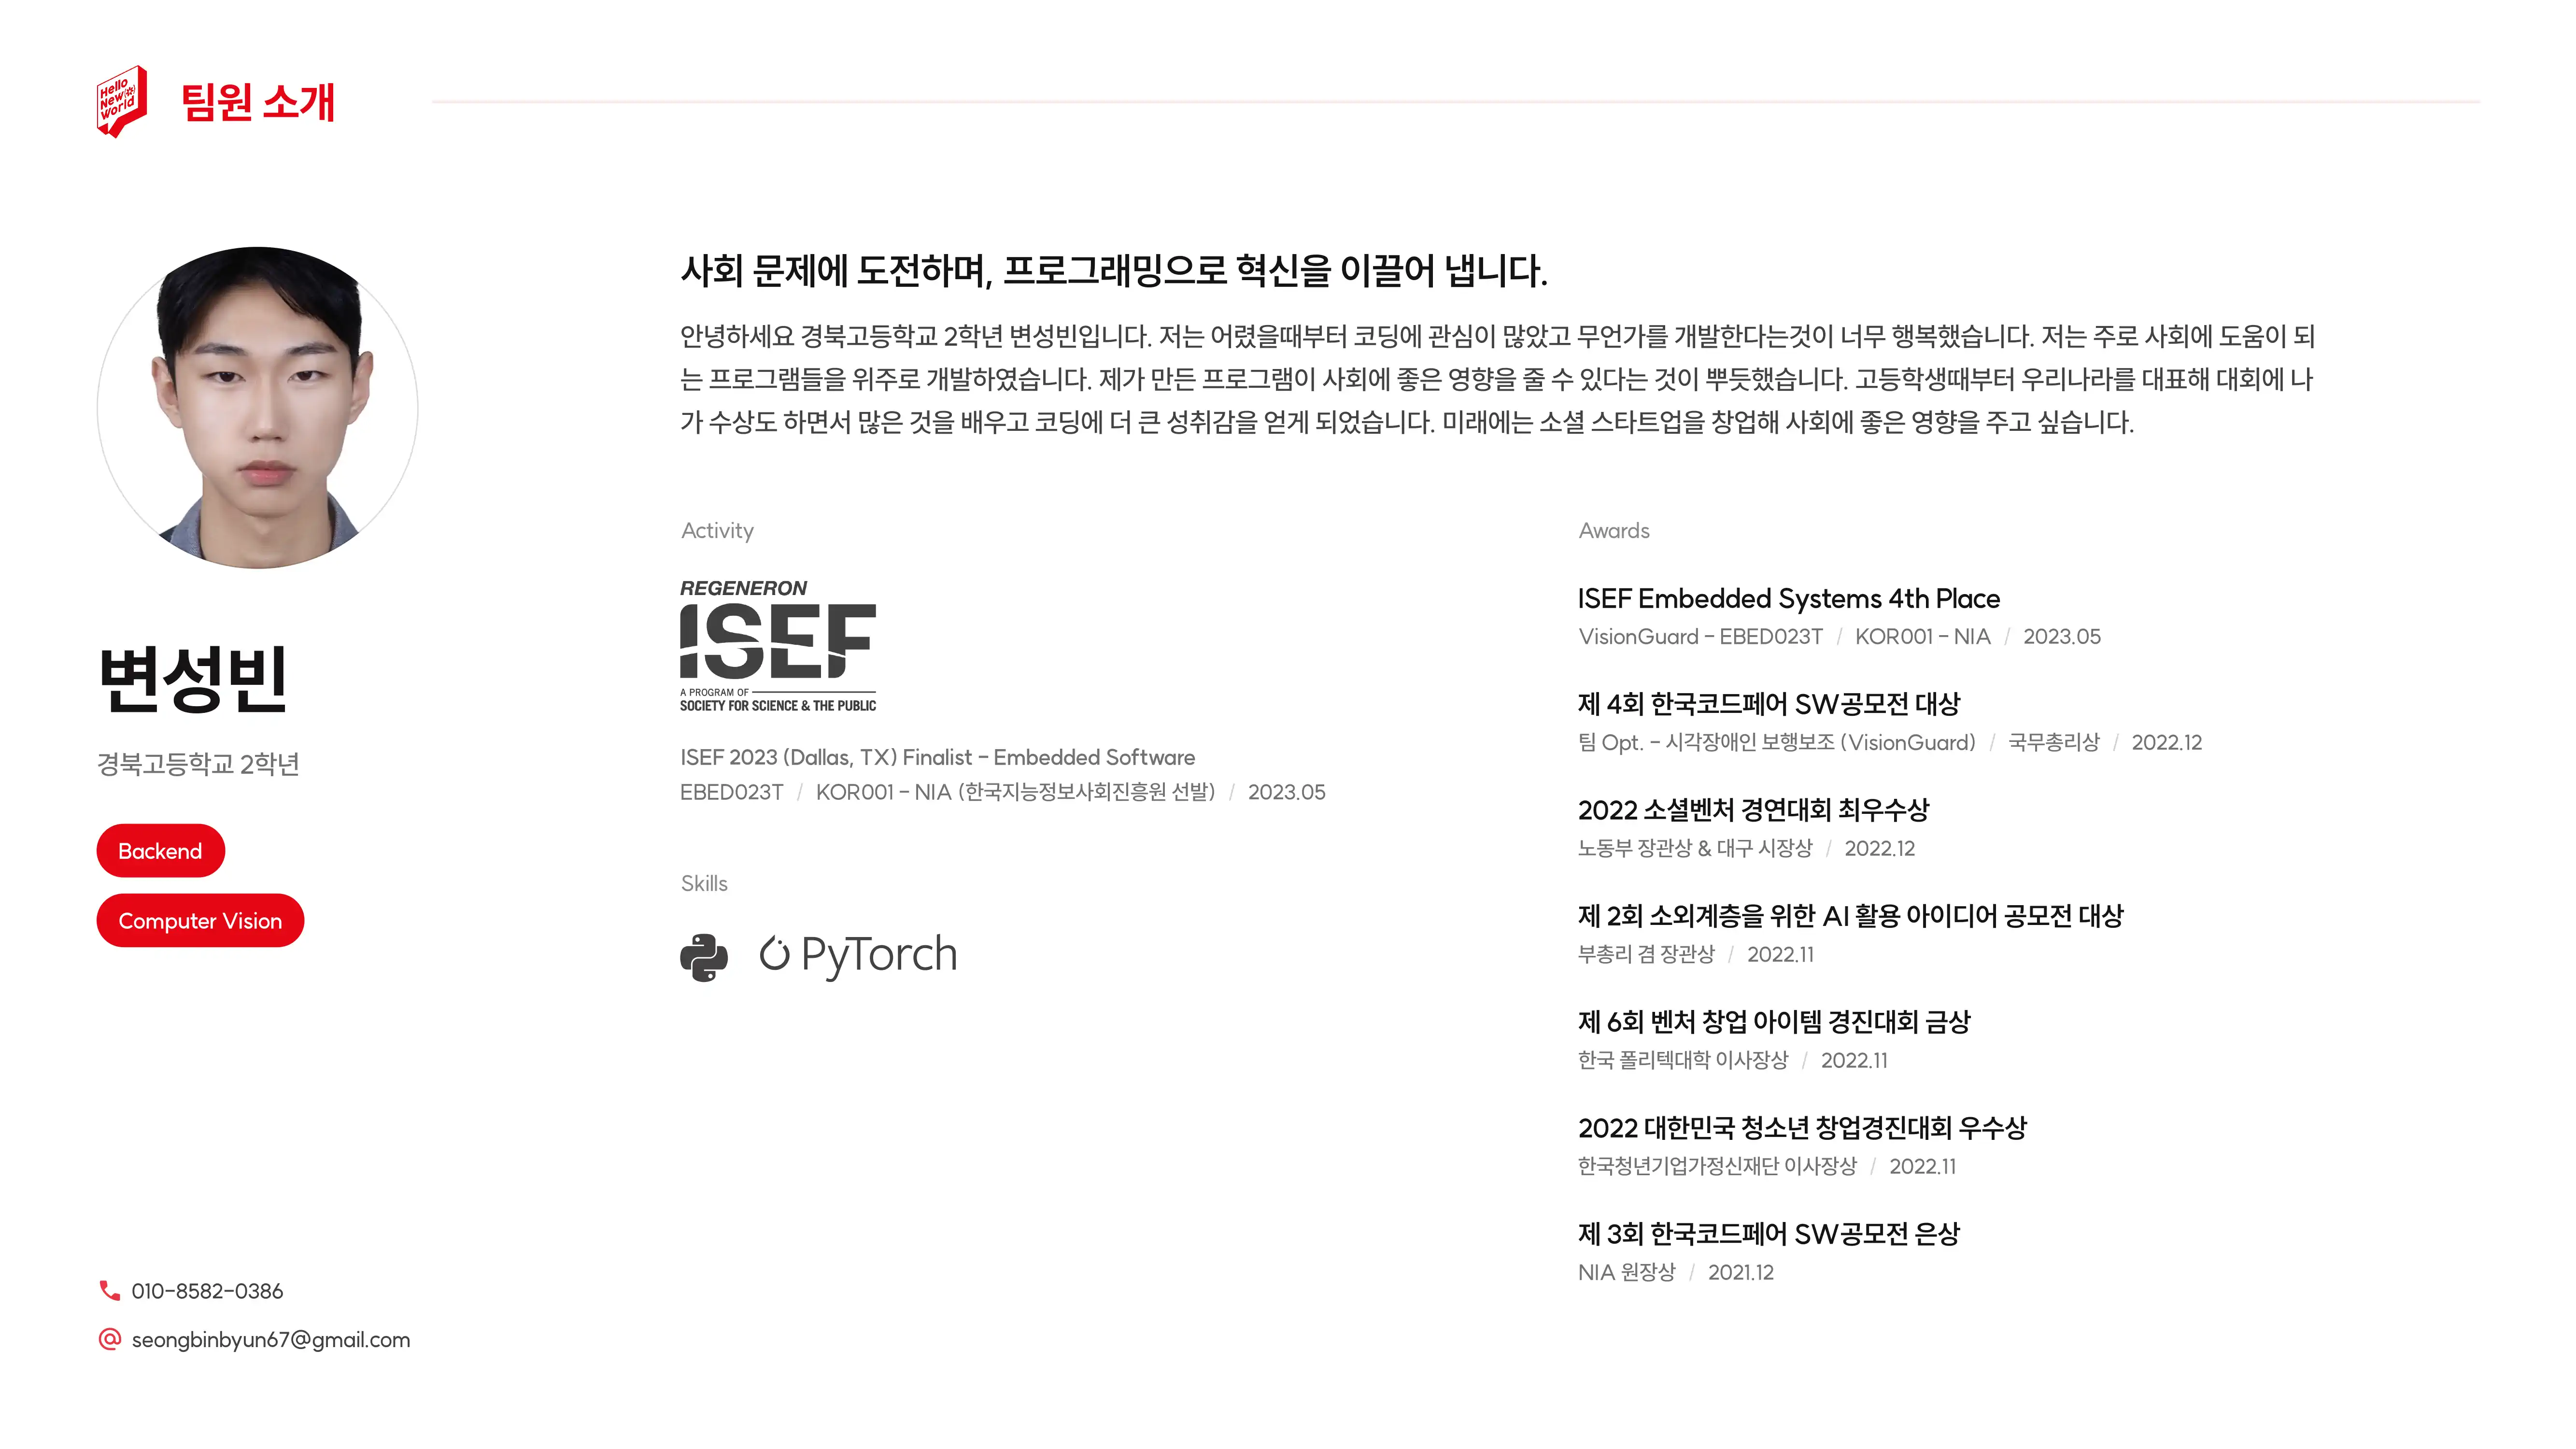 Hello
New
World
팀원 소개
변성빈
경북고등학교 2학년
Backend
Computer Vision
010-8582-0386
seongbinbyun67@gmail.com
사회 문제에 도전하며, 프로그래밍으로 혁신을 이끌어 냅니다.
안녕하세요 경북고등학교 2학년 변성빈입니다. 저는 어렸을때부터 코딩에 관심이 많았고 무언가를 개발한다는것이 너무 행복했습니다. 저는 주로 사회에 도움이 되
는 프로그램들을 위주로 개발하였습니다. 제가 만든 프로그램이 사회에 좋은 영향을 줄 수 있다는 것이 뿌듯했습니다. 고등학생때부터 우리나라를 대표해 대회에 나
가 수상도 하면서 많은 것을 배우고 코딩에 더 큰 성취감을 얻게 되었습니다. 미래에는 소셜 스타트업을 창업해 사회에 좋은 영향을 주고 싶습니다.
Activity
REGENERON
ISEF
A PROGRAM OF
SOCIETY FOR SCIENCE & THE PUBLIC
ISEF 2023 (Dallas, TX) Finalist - Embedded Software
EBED023T / KOR001 - NIA (한국지능정보사회진흥원 선발) / 2023.05
Skills
PyTorch
Awards
ISEF Embedded Systems 4th Place
VisionGuard - EBED023T / KOR001 - NIA / 2023.05
제 4회 한국코드페어 SW공모전 대상
팀 Opt. - 시각장애인 보행보조 (VisionGuard) / 국무총리상 / 2022.12
2022 소셜벤처 경연대회 최우수상
노동부 장관상 & 대구 시장상 / 2022.12
제 2회 소외계층을 위한 AI 활용 아이디어 공모전 대상
부총리 겸 장관상 / 2022.11
제 6회 벤처 창업 아이템 경진대회 금상
한국 폴리텍대학 이사장상 / 2022.11
2022 대한민국 청소년 창업경진대회 우수상
한국청년기업가정신재단 이사장상 / 2022.11
제 3회 한국코드페어 SW공모전 은상
NIA 원장상 / 2021.12